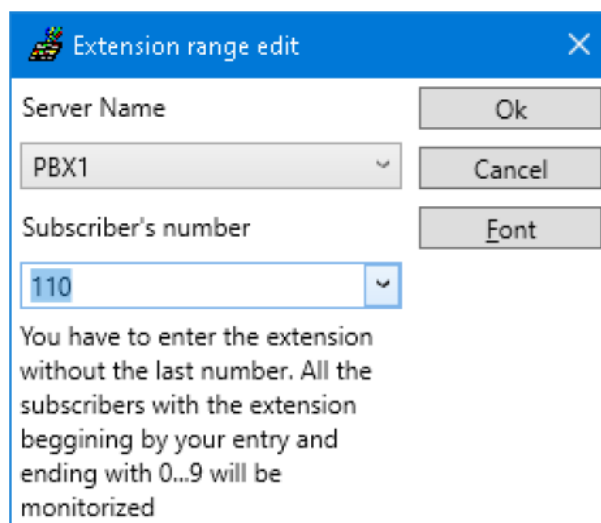 Extension range edit
Server Name
Ok
PBX1
Cancel
Subscriber's number
Font
110
You have to enter the extension
without the last number. All the
subscribers with the extension
beggining by your entry and
ending with 0...9 will be
monitorized